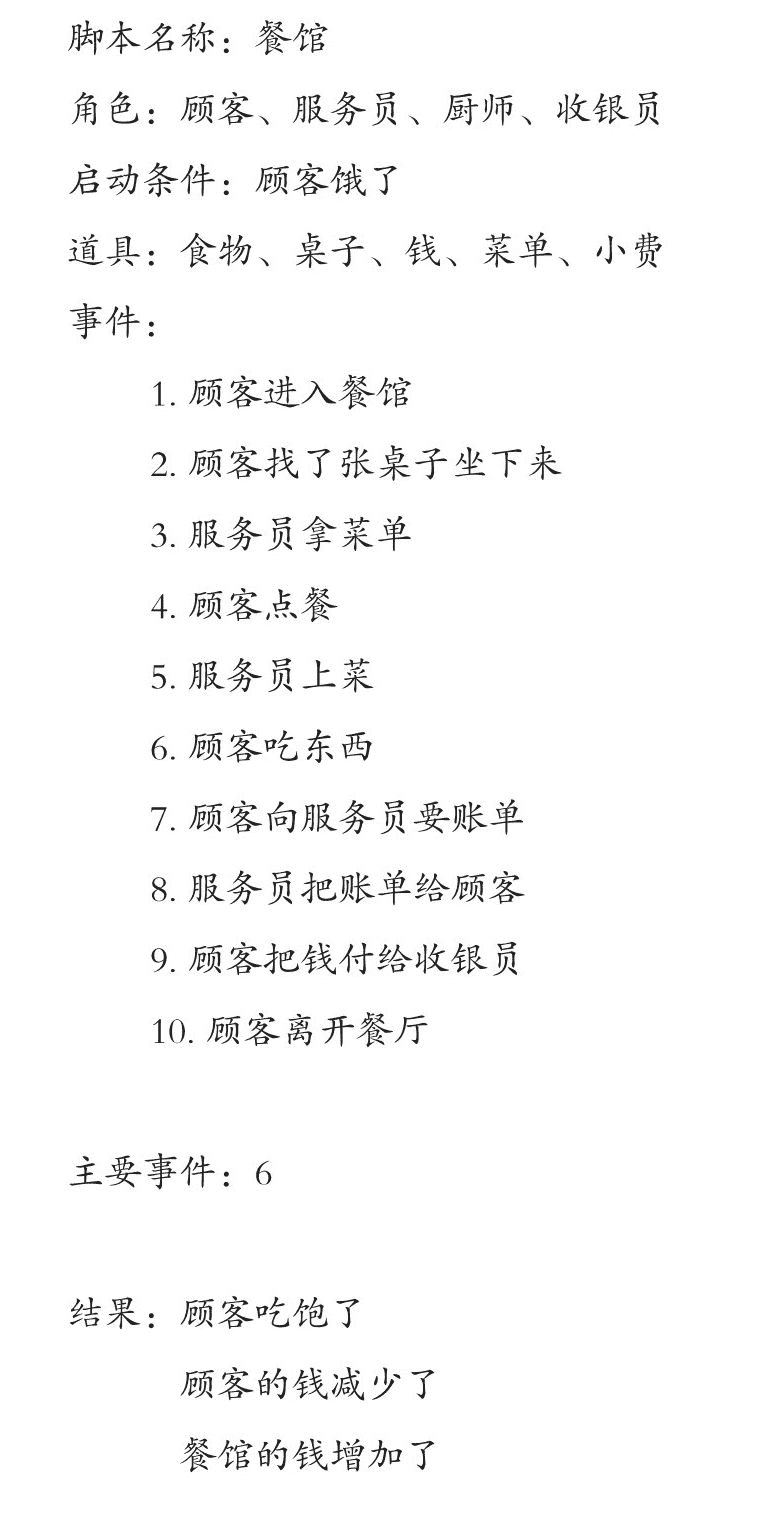 脚本名称：餐馆
角色：顾客、服务员、厨师、收银员
启动条件：顾客饿了
道具：食物、桌子、钱、菜单、小费
事件：
1. 顾客进入餐馆
2. 顾客找了张桌子坐下来
3. 服务员拿菜单
4. 顾客点餐
5. 服务员上菜
6. 顾客吃东西
7. 顾客向服务员要账单
8. 服务员把账单给顾客
9. 顾客把钱付给收银员
10. 顾客离开餐厅
主要事件：6
结果：顾客吃饱了
顾客的钱减少了
餐馆的钱增加了